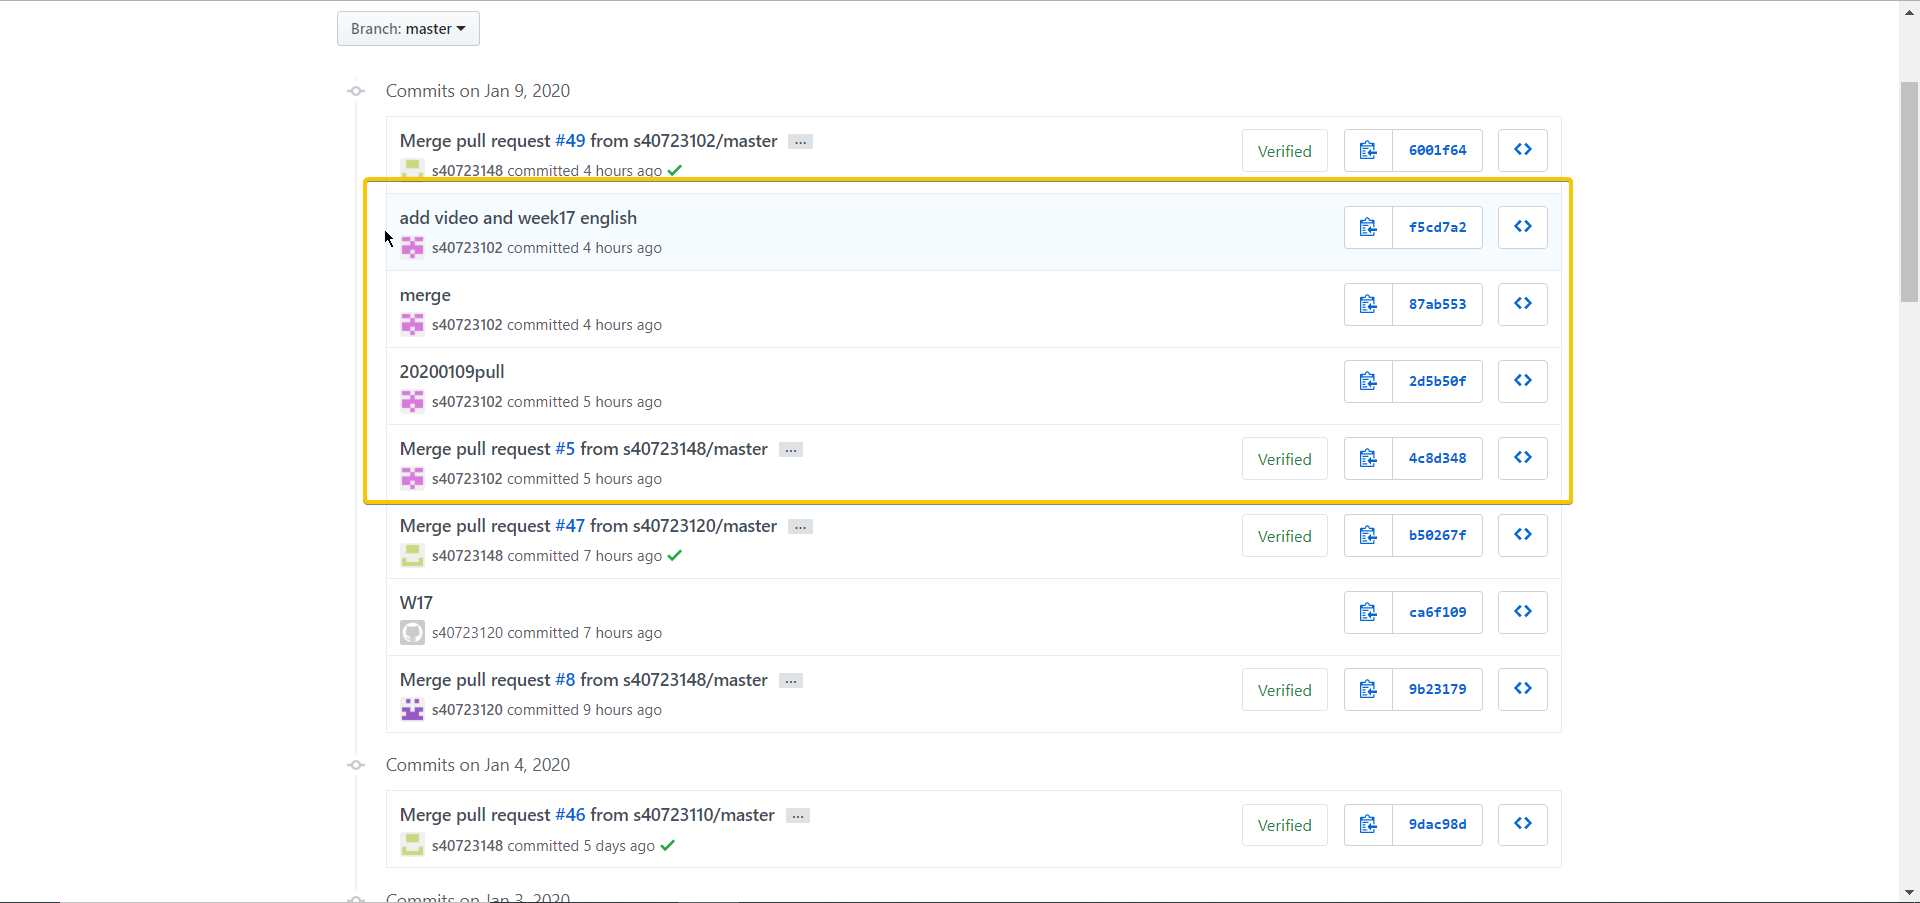 Branch: master
Commits on Jan 9, 2020
Merge pull request #49 from s40723102/master ...
Verified 6001f64
s40723148 committed 4 hours ago
add video and week17 english
f5cd7a2
s40723102 committed 4 hours ago
merge
87ab553
s40723102 committed 4 hours ago
20200109pull
2d5b50f
s40723102 committed 5 hours ago
Merge pull request #5 from s40723148/master ...
Verified 4c8d348
s40723102 committed 5 hours ago
Merge pull request #47 from s40723120/master ...
Verified b50267f
s40723148 committed 7 hours ago
W17
ca6f109
s40723120 committed 7 hours ago
Merge pull request #8 from s40723148/master ...
Verified 9b23179
s40723120 committed 9 hours ago
Commits on Jan 4, 2020
Merge pull request #46 from s40723110/master ...
Verified 9dac98d
s40723148 committed 5 days ago
Commits on Jan 3, 2020